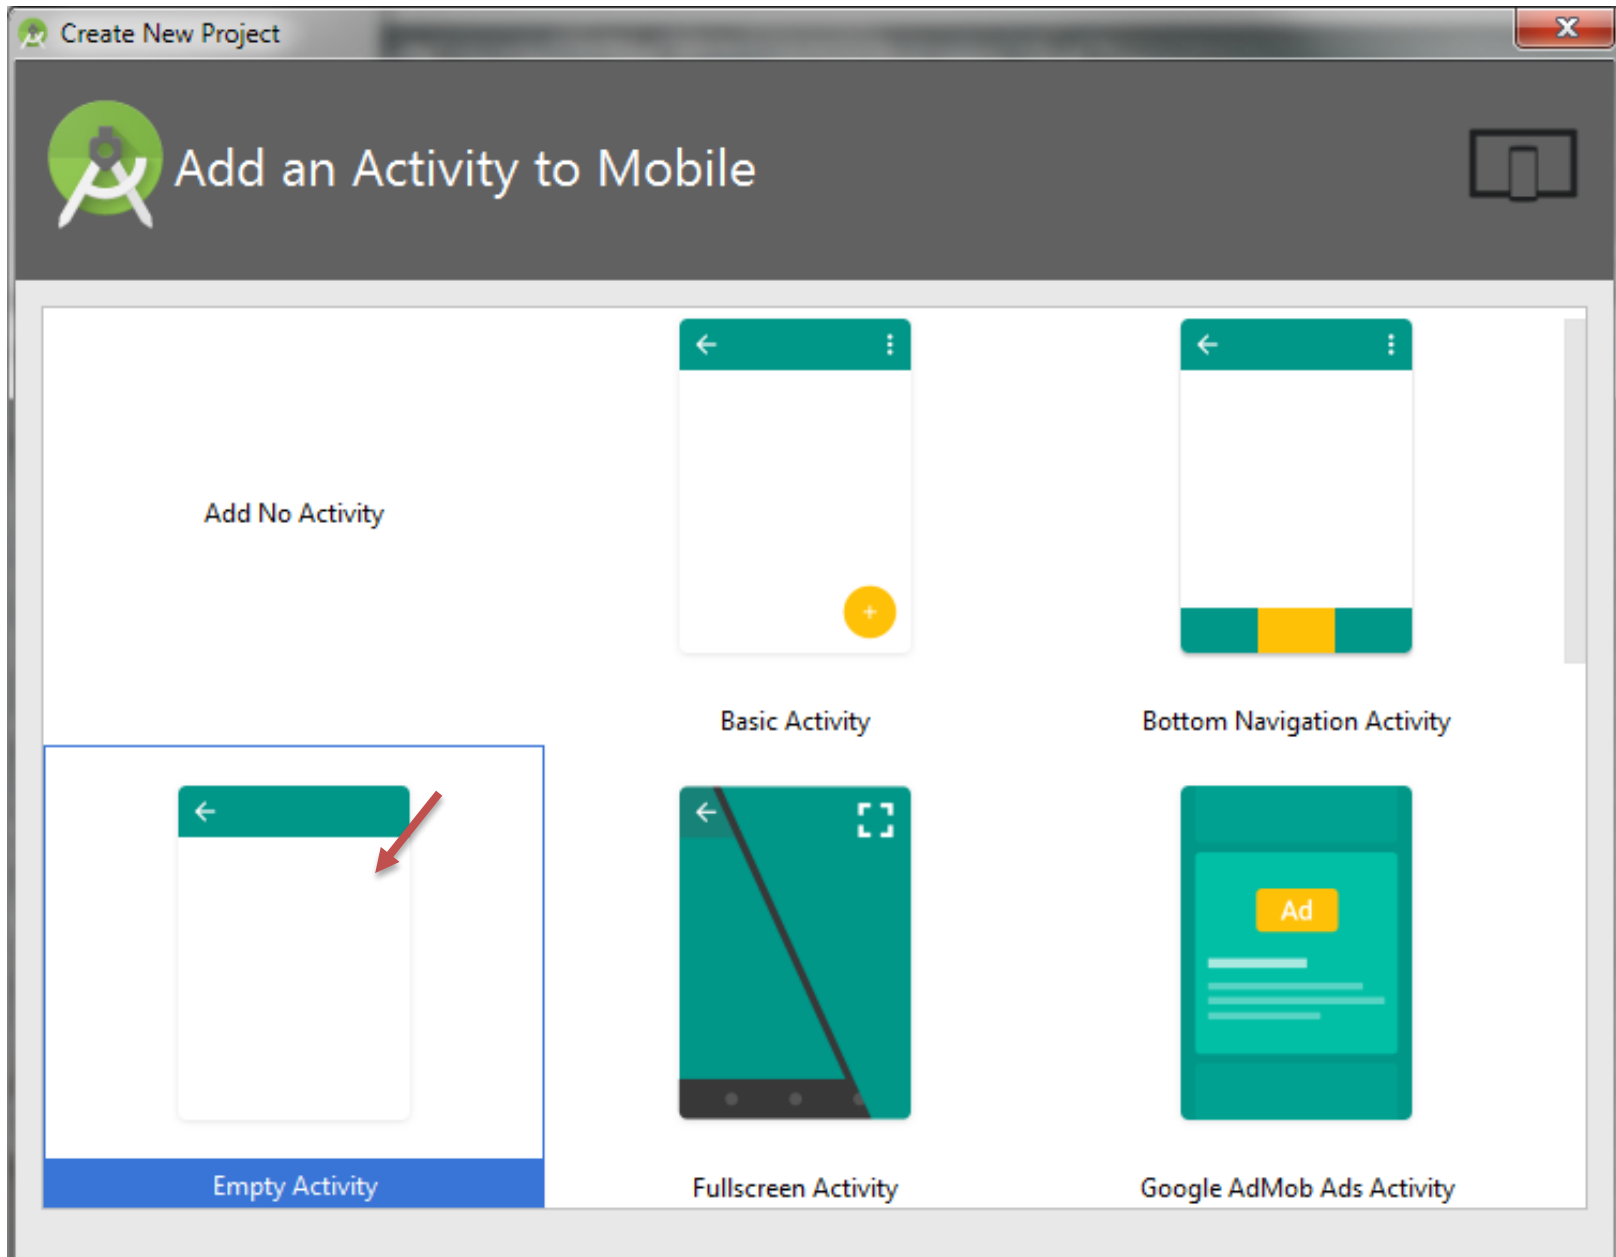 Create New Project
Add an Activity to Mobile
Add No Activity
Basic Activity
Bottom Navigation Activity
Ad
Empty Activity
Fullscreen Activity
Google AdMob Ads Activity